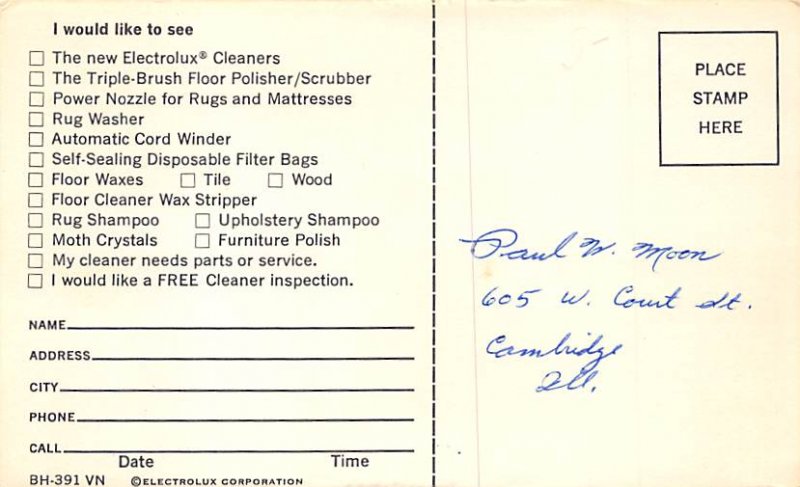 I would like to see
☐ The new Electrolux® Cleaners
☐ The Triple-Brush Floor Polisher/Scrubber
☐ Power Nozzle for Rugs and Mattresses
☐ Rug Washer
☐ Automatic Cord Winder
☐ Self-Sealing Disposable Filter Bags
☐ Floor Waxes ☐ Tile ☐ Wood
☐ Floor Cleaner Wax Stripper
☐ Rug Shampoo ☐ Upholstery Shampoo
☐ Moth Crystals ☐ Furniture Polish
☐ My cleaner needs parts or service.
☐ I would like a FREE Cleaner inspection.
NAME
ADDRESS
CITY
PHONE
CALL
Date Time
BH-391 VN ©ELECTROLUX CORPORATION
PLACE
STAMP
HERE
Paul W. Moon
605 W. Court St.
Cambridge
Ill.